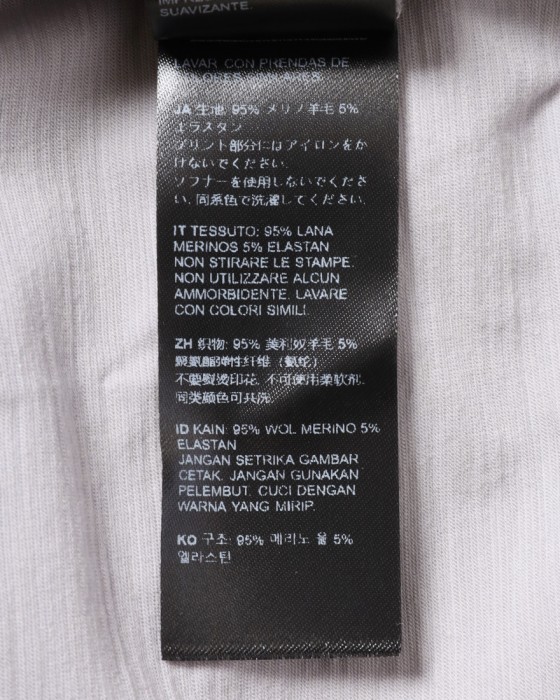 SUAVIZANTE.
LAVAR CON PRENDAS DE
COLORES SIMILARES.
JA 生地: 95% メリノ羊毛 5%
エラスタン
プリント部分にはアイロンをか
けないでください.
ソフナーを使用しないでくださ
い. 同系色で洗濯してください.
IT TESSUTO: 95% LANA
MERINOS 5% ELASTAN
NON STIRARE LE STAMPE.
NON UTILIZZARE ALCUN
AMMORBIDENTE. LAVARE
CON COLORI SIMILI.
ZH 织物: 95% 美利奴羊毛 5%
聚氨酯弹性纤维 (氨纶)
不要熨烫印花. 不可使用柔软剂.
同类颜色可共洗.
ID KAIN: 95% WOL MERINO 5%
ELASTAN
JANGAN SETRIKA GAMBAR
CETAK. JANGAN GUNAKAN
PELEMBUT. CUCI DENGAN
WARNA YANG MIRIP.
KO 구조: 95% 메리노 울 5%
엘라스틴